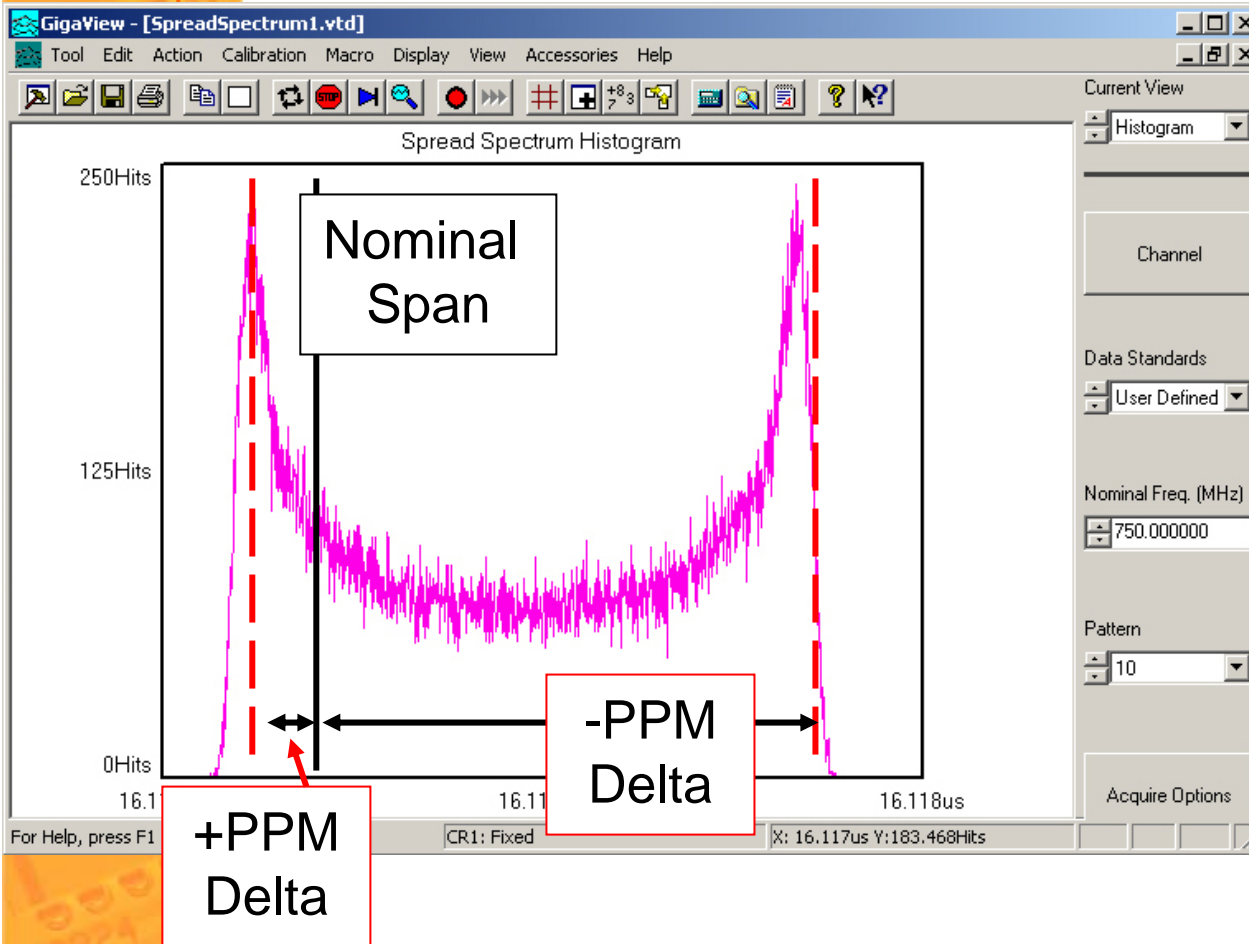 GigaView - [SpreadSpectrum1.vtd]
Tool Edit Action Calibration Macro Display View Accessories Help
Current View
Histogram
Spread Spectrum Histogram
250Hits
Nominal
Span
Channel
Data Standards
User Defined
125Hits
Nominal Freq. (MHz)
750.000000
Pattern
10
-PPM
Delta
0Hits
16.118us
Acquire Options
+PPM
Delta
For Help, press F1
CR1: Fixed
X: 16.117us Y:183.468Hits